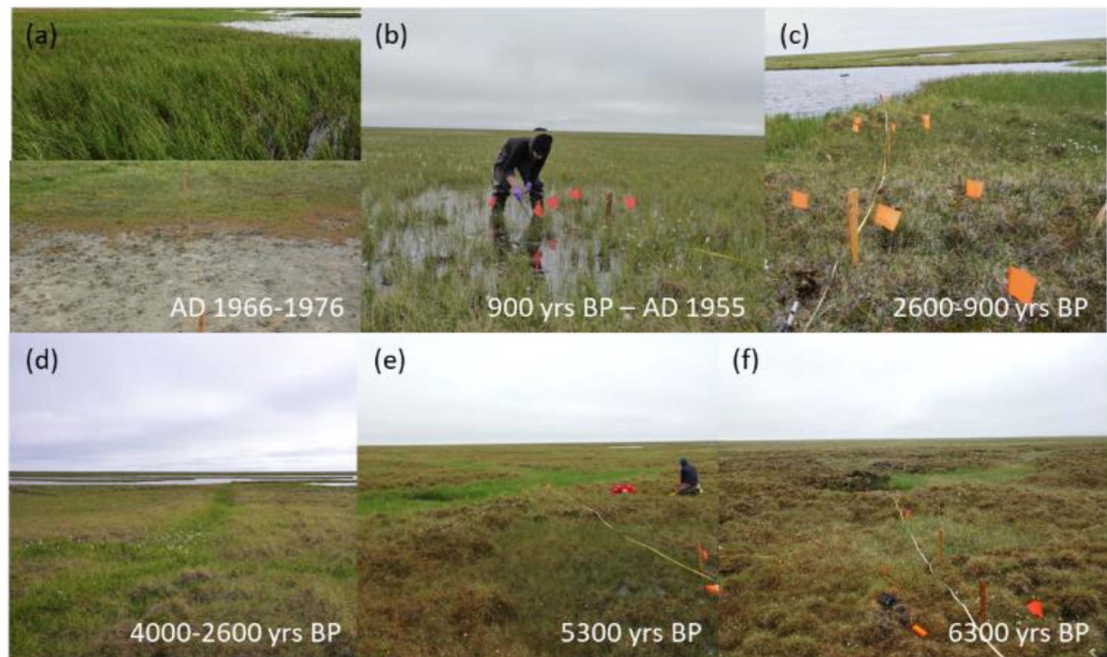 (a)
(b)
(c)
AD 1966-1976
900 yrs BP – AD 1955
2600-900 yrs BP
(d)
(e)
(f)
4000-2600 yrs BP
5300 yrs BP
6300 yrs BP